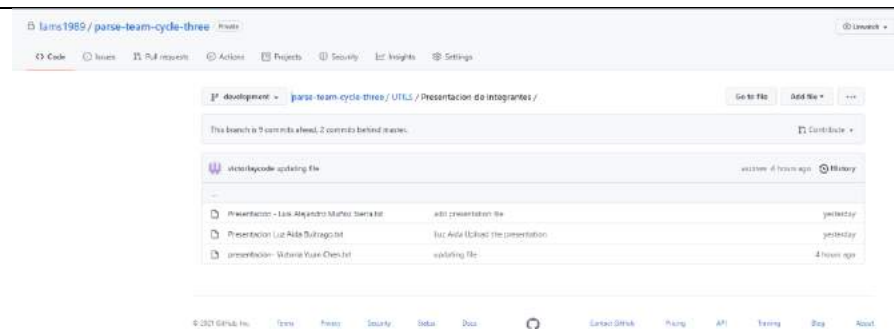 lams1989 / parse-team-cycle-three Private
Unwatch
Code Issues Pull requests Actions Projects Security Insights Settings
development parse-team-cycle-three / UTILS / Presentacion de integrantes /
Go to file Add file ...
This branch is 9 commits ahead, 2 commits behind master.
Contribute
updating file
4 hours ago History
..
Presentacion - Luis Alejandro Muñoz Sierra.txt add presentation file yesterday
Presentacion Luz Aida Buitrago.txt Luz Aida Upload the presentation yesterday
presentación- Victoria Yuan Chen.txt updating file 4 hours ago
© 2021 GitHub, Inc. Terms Privacy Security Status Docs Contact GitHub Pricing API Training Blog About